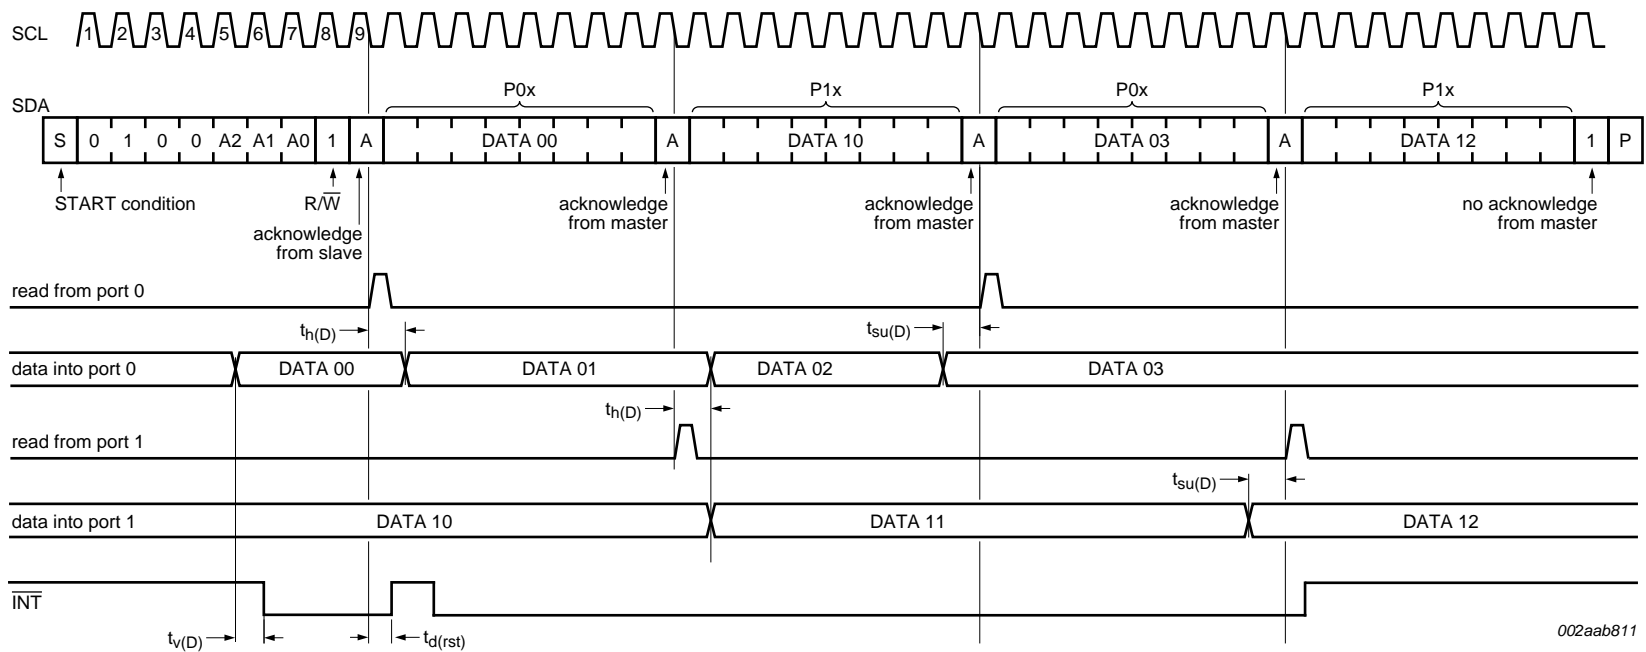 SCL 1 2 3 4 5 6 7 8 9
P0x P1x P0x P1x
SDA
S 0 1 0 0 A2 A1 A0 1 A DATA 00 A DATA 10 A DATA 03 A DATA 12 1 P
START condition R/W̅ acknowledge acknowledge acknowledge no acknowledge
from master from master from master from master
acknowledge
from slave
read from port 0
th(D) tsu(D)
data into port 0 DATA 00 DATA 01 DATA 02 DATA 03
th(D)
read from port 1
tsu(D)
data into port 1 DATA 10 DATA 11 DATA 12
I̅N̅T̅
tv(D) td(rst) 002aab811